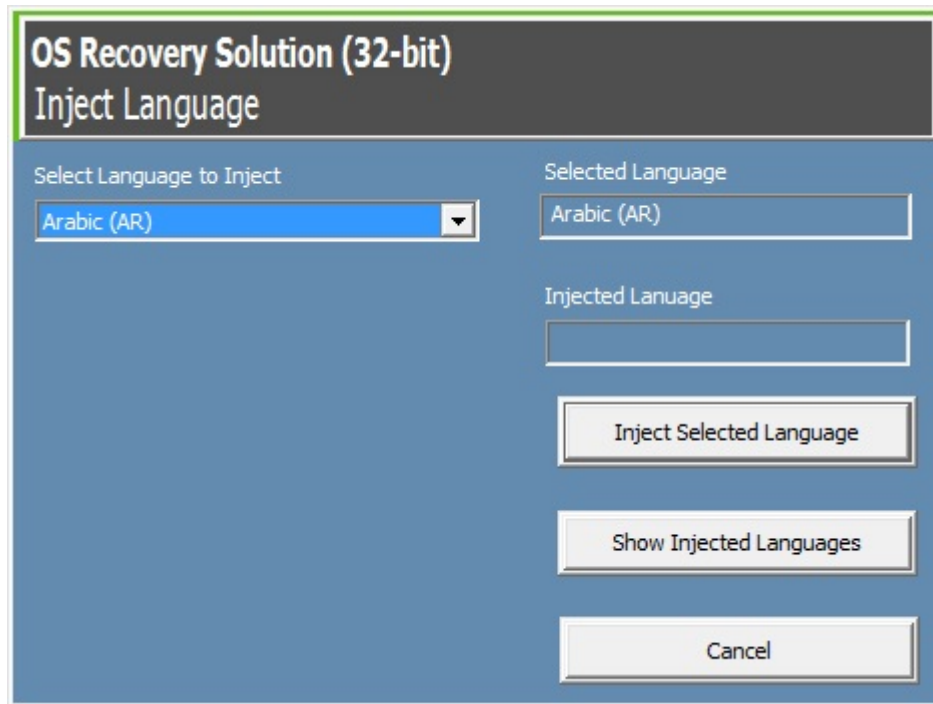 OS Recovery Solution (32-bit)
Inject Language
Select Language to Inject
Arabic (AR)
Selected Language
Arabic (AR)
Injected Lanuage
Inject Selected Language
Show Injected Languages
Cancel